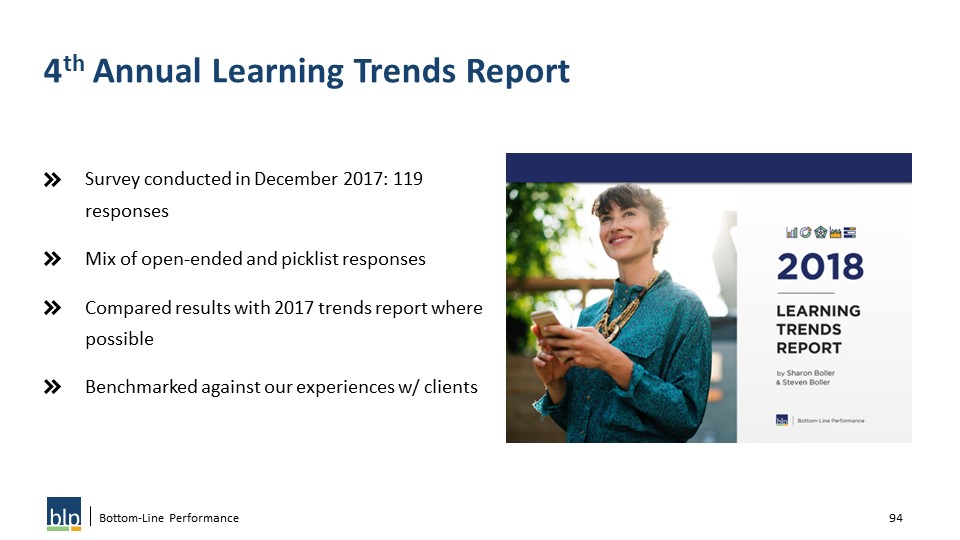 4th Annual Learning Trends Report
Survey conducted in December 2017: 119
responses
Mix of open-ended and picklist responses
Compared results with 2017 trends report where
possible
Benchmarked against our experiences w/ clients
2018
LEARNING
TRENDS
REPORT
by Sharon Boller
& Steven Boller
blp | Bottom-Line Performance
blp | Bottom-Line Performance
94